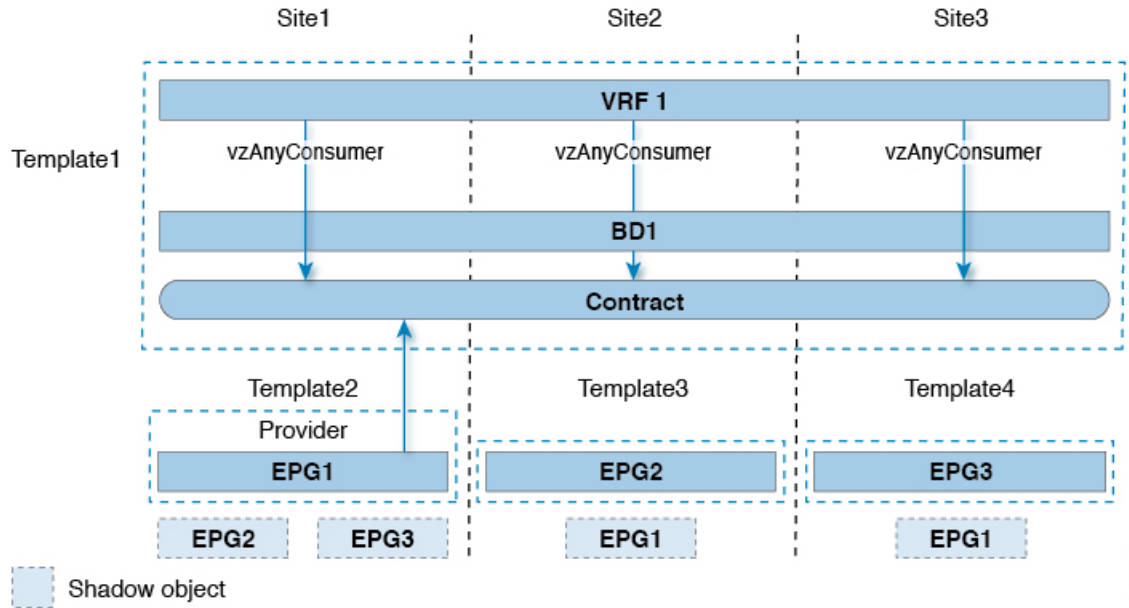 Site1
Site2
Site3
VRF 1
Template1
vzAnyConsumer
vzAnyConsumer
vzAnyConsumer
BD1
Contract
Template2
Template3
Template4
Provider
EPG1
EPG2
EPG3
EPG2
EPG3
EPG1
EPG1
Shadow object